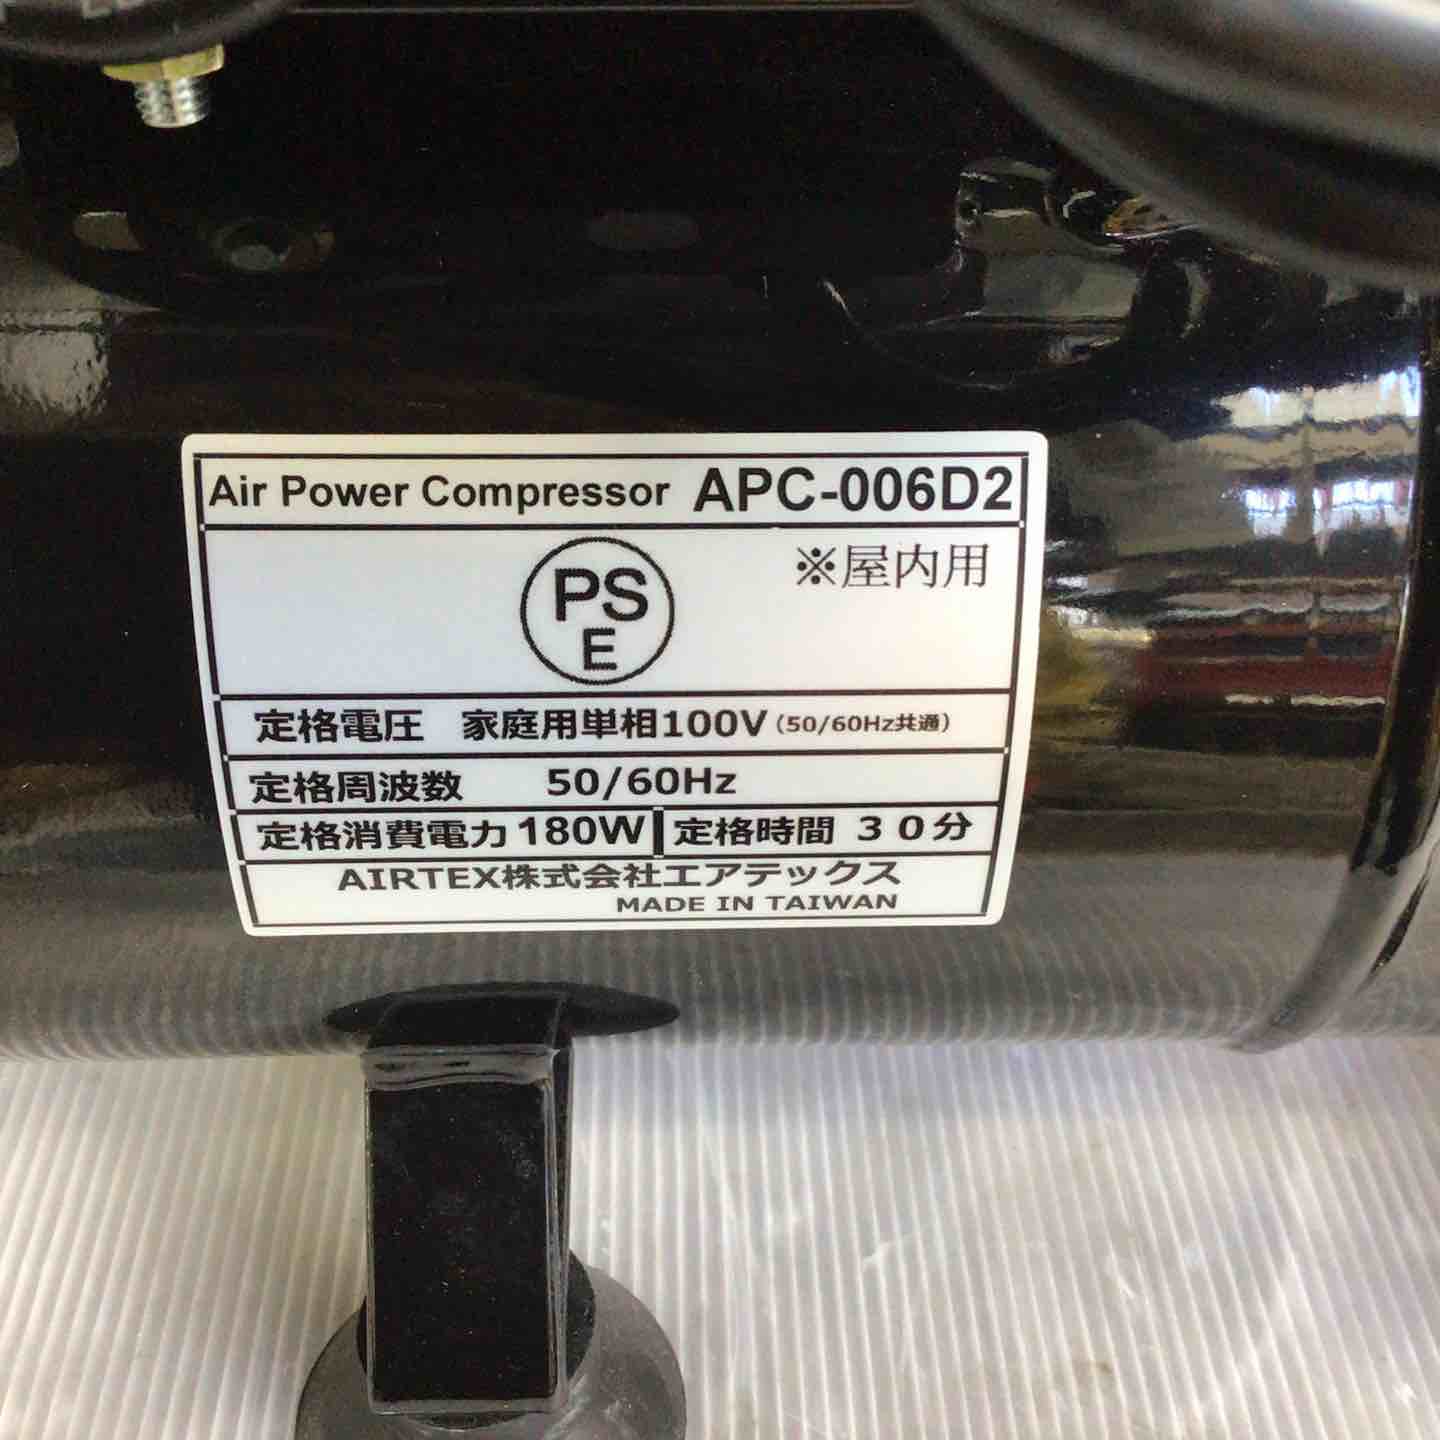 Air Power Compressor APC-006D2
※屋内用
PS
E
定格電圧 家庭用単相100V（50/60Hz共通）
定格周波数 50/60Hz
定格消費電力 180W 定格時間 30分
AIRTEX株式会社エアテックス
MADE IN TAIWAN